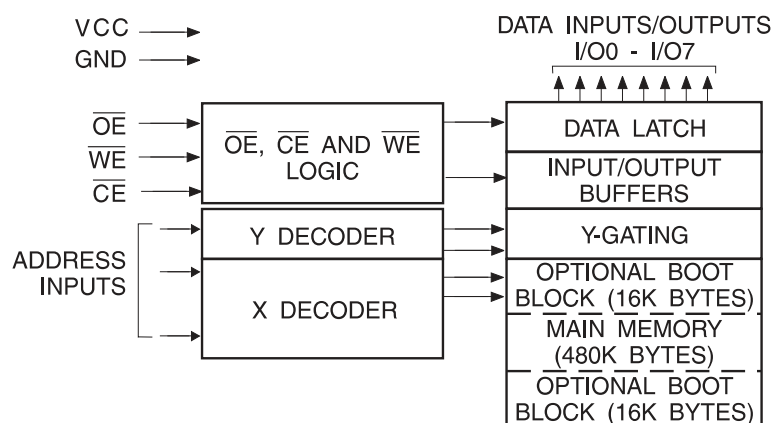 VCC
GND
OE
WE
CE
ADDRESS
INPUTS
OE, CE AND WE
LOGIC
Y DECODER
X DECODER
DATA INPUTS/OUTPUTS
I/O0 - I/O7
DATA LATCH
INPUT/OUTPUT
BUFFERS
Y-GATING
OPTIONAL BOOT
BLOCK (16K BYTES)
MAIN MEMORY
(480K BYTES)
OPTIONAL BOOT
BLOCK (16K BYTES)